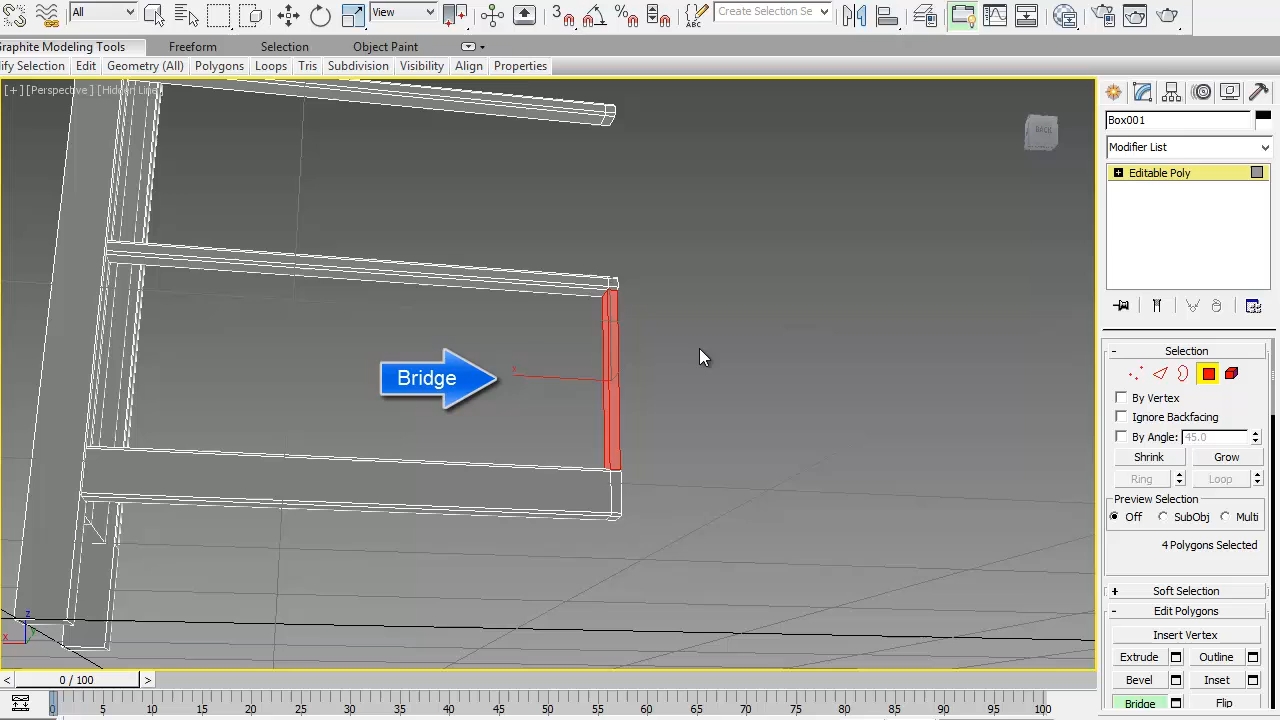 All
View
3
ABC
Create Selection Se
Graphite Modeling Tools
Freeform
Selection
Object Paint
ify Selection
Edit
Geometry (All)
Polygons
Loops
Tris
Subdivision
Visibility
Align
Properties
[+] [Perspective] [Hidden Line]
BACK
Box001
Modifier List
Editable Poly
Bridge
x
Selection
By Vertex
Ignore Backfacing
By Angle: 45.0
Shrink
Grow
Ring
Loop
Preview Selection
Off
SubObj
Multi
4 Polygons Selected
Soft Selection
Edit Polygons
Insert Vertex
Extrude
Outline
Bevel
Inset
Bridge
Flip
z
x
y
0 / 100
0
5
10
15
20
25
30
35
40
45
50
55
60
65
70
75
80
85
90
95
100